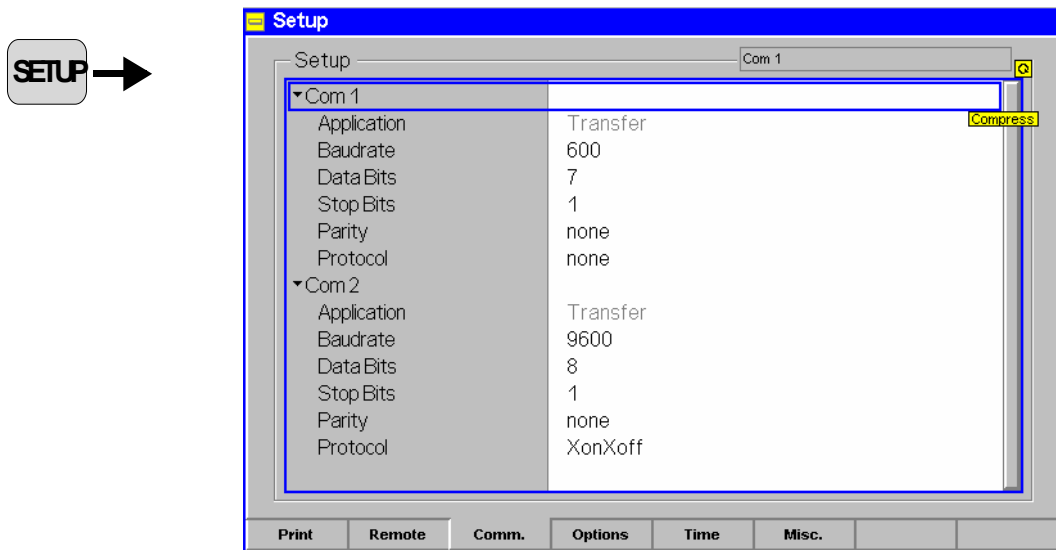 SETUP
Setup
Setup
Com 1
Com 1
Compress
Application Transfer
Baudrate 600
Data Bits 7
Stop Bits 1
Parity none
Protocol none
Com 2
Application Transfer
Baudrate 9600
Data Bits 8
Stop Bits 1
Parity none
Protocol XonXoff
Print Remote Comm. Options Time Misc.